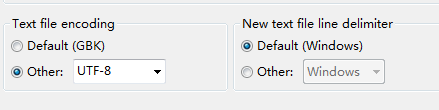 Text file encoding
Default (GBK)
Other: UTF-8
New text file line delimiter
Default (Windows)
Other: Windows